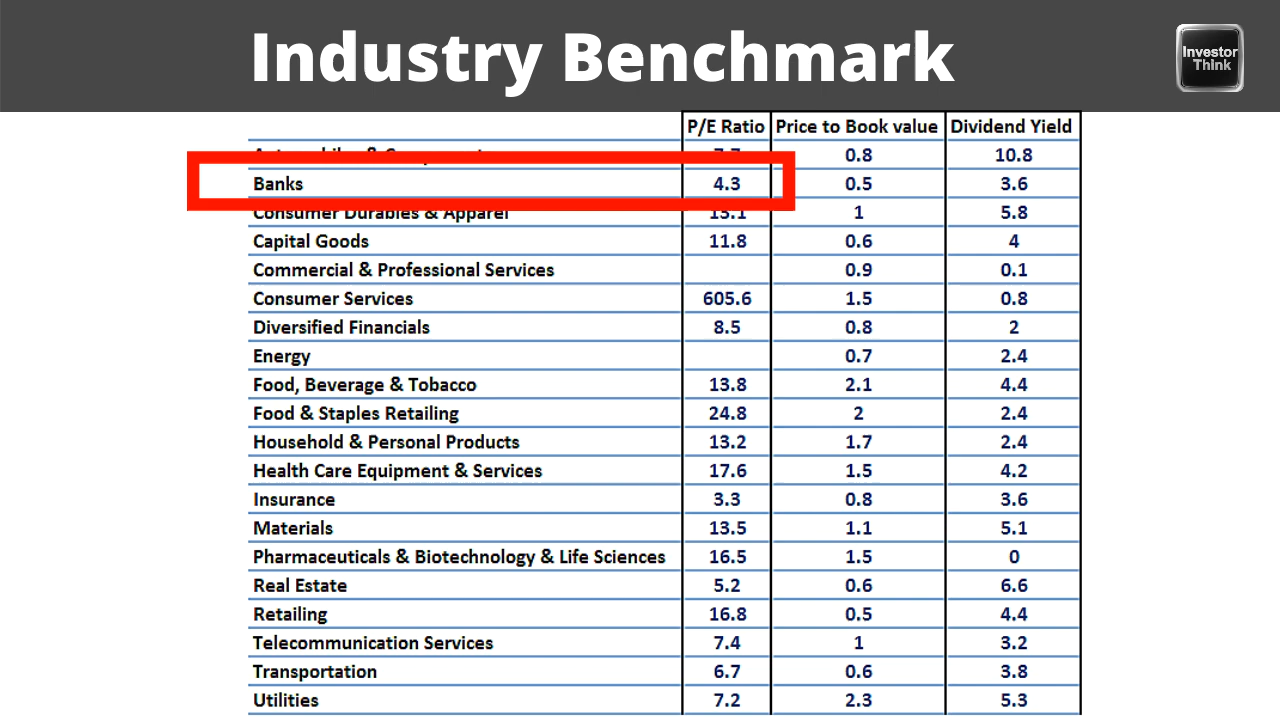 Industry Benchmark
Investor
Think
P/E Ratio Price to Book value Dividend Yield
0.8 10.8
Banks 4.3 0.5 3.6
Consumer Durables & Apparel 15.1 1 5.8
Capital Goods 11.8 0.6 4
Commercial & Professional Services 0.9 0.1
Consumer Services 605.6 1.5 0.8
Diversified Financials 8.5 0.8 2
Energy 0.7 2.4
Food, Beverage & Tobacco 13.8 2.1 4.4
Food & Staples Retailing 24.8 2 2.4
Household & Personal Products 13.2 1.7 2.4
Health Care Equipment & Services 17.6 1.5 4.2
Insurance 3.3 0.8 3.6
Materials 13.5 1.1 5.1
Pharmaceuticals & Biotechnology & Life Sciences 16.5 1.5 0
Real Estate 5.2 0.6 6.6
Retailing 16.8 0.5 4.4
Telecommunication Services 7.4 1 3.2
Transportation 6.7 0.6 3.8
Utilities 7.2 2.3 5.3